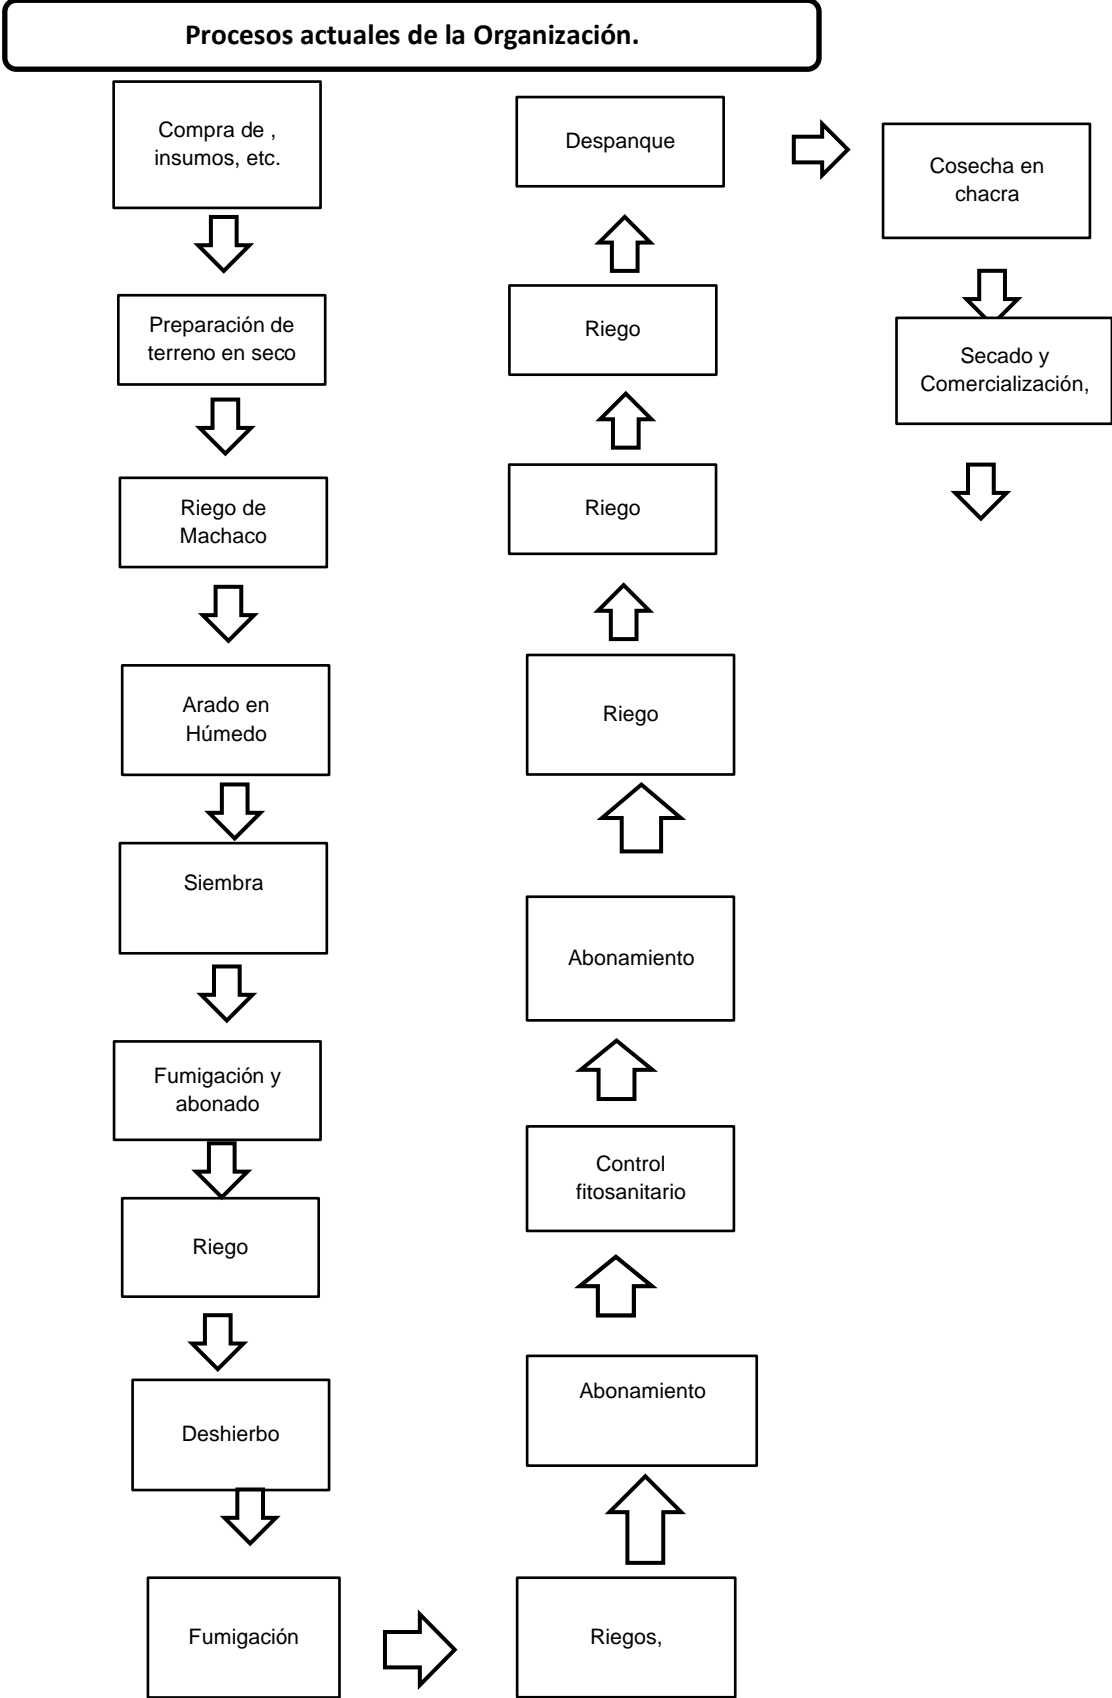 Procesos actuales de la Organización.
Compra de ,
insumos, etc.
Preparación de
terreno en seco
Riego de
Machaco
Arado en
Húmedo
Siembra
Fumigación y
abonado
Riego
Deshierbo
Fumigación
Riegos,
Abonamiento
Control
fitosanitario
Abonamiento
Riego
Riego
Riego
Despanque
Cosecha en
chacra
Secado y
Comercialización,